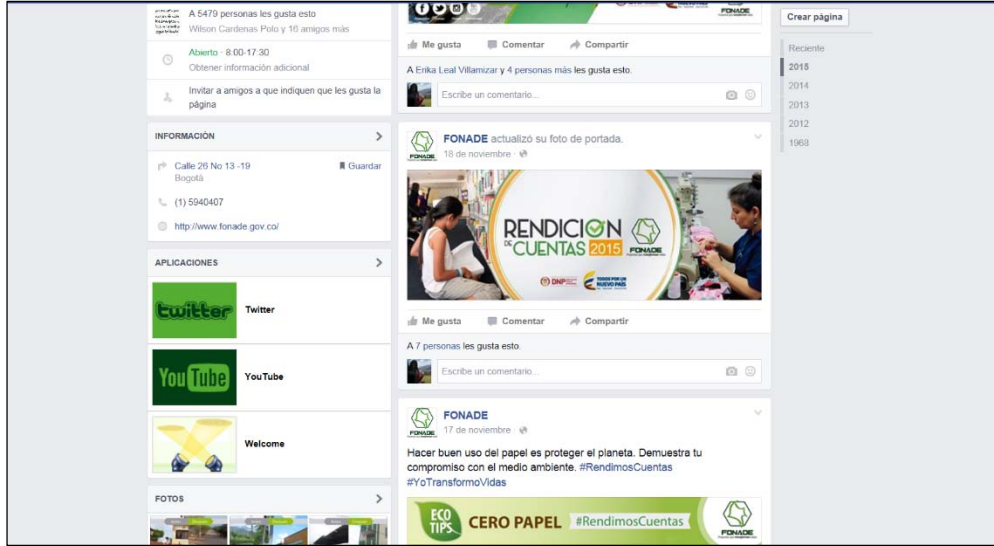 A 5479 personas les gusta esto
Wilson Cardenas Polo y 16 amigos más
Abierto · 8:00-17:30
Obtener información adicional
Invitar a amigos a que indiquen que les gusta la
página
INFORMACIÓN
Calle 26 No 13 -19
Guardar
Bogotá
(1) 5940407
http://www.fonade.gov.co/
APLICACIONES
twitter
Twitter
You Tube
YouTube
Welcome
FOTOS
FONADE
Me gusta
Comentar
Compartir
A Erika Leal Villamizar y 4 personas más les gusta esto.
Escribe un comentario...
FONADE actualizó su foto de portada.
18 de noviembre ·
FONADE
RENDICIÓN
DE CUENTAS 2015
FONADE
DNP
TODOS POR UN
NUEVO PAÍS
Me gusta
Comentar
Compartir
A 7 personas les gusta esto.
Escribe un comentario...
FONADE
17 de noviembre ·
FONADE
Hacer buen uso del papel es proteger el planeta. Demuestra tu
compromiso con el medio ambiente. #RendimosCuentas
#YoTransformoVidas
ECO
TIPS
CERO PAPEL
#RendimosCuentas
FONADE
Crear página
Reciente
2015
2014
2013
2012
1968